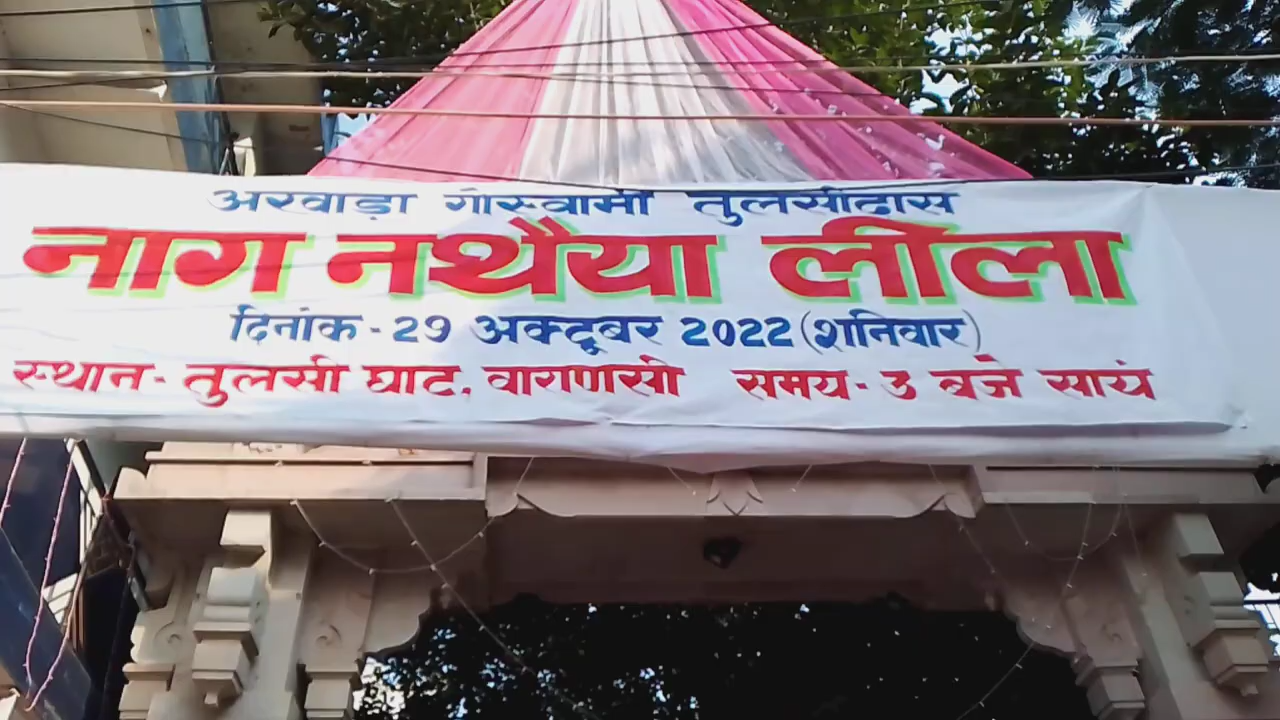 अखाड़ा गोस्वामी तुलसीदास
नाग नथैया लीला
दिनांक - 29 अक्टूबर 2022 (शनिवार)
स्थान - तुलसी घाट, वाराणसी समय - 3 बजे सायं